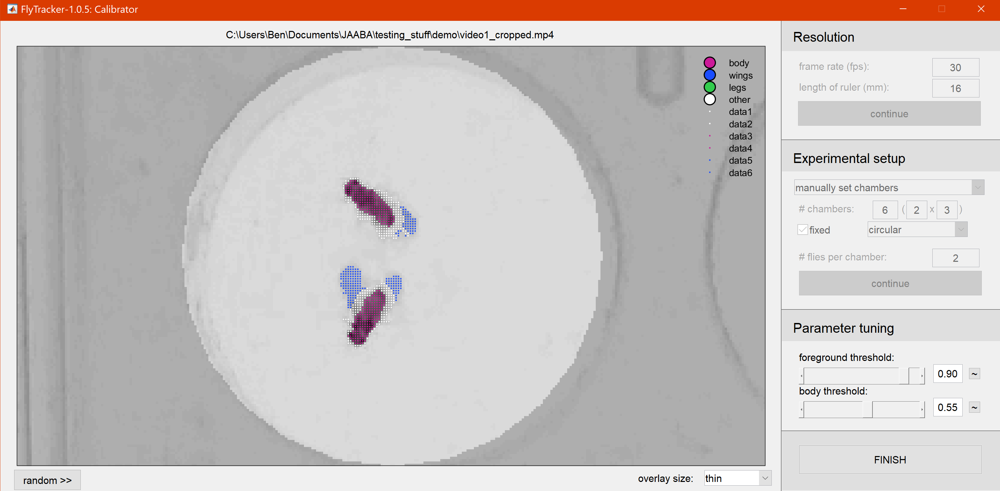 FlyTracker-1.0.5: Calibrator
C:\Users\Ben\Documents\JAABA\testing_stuff\demo\video1_cropped.mp4
body
wings
legs
other
data1
data2
data3
data4
data5
data6
random >>
overlay size: thin
Resolution
frame rate (fps): 30
length of ruler (mm): 16
continue
Experimental setup
manually set chambers
# chambers: 6 ( 2 x 3 )
fixed circular
# flies per chamber: 2
continue
Parameter tuning
foreground threshold:
0.90 ~
body threshold:
0.55 ~
FINISH